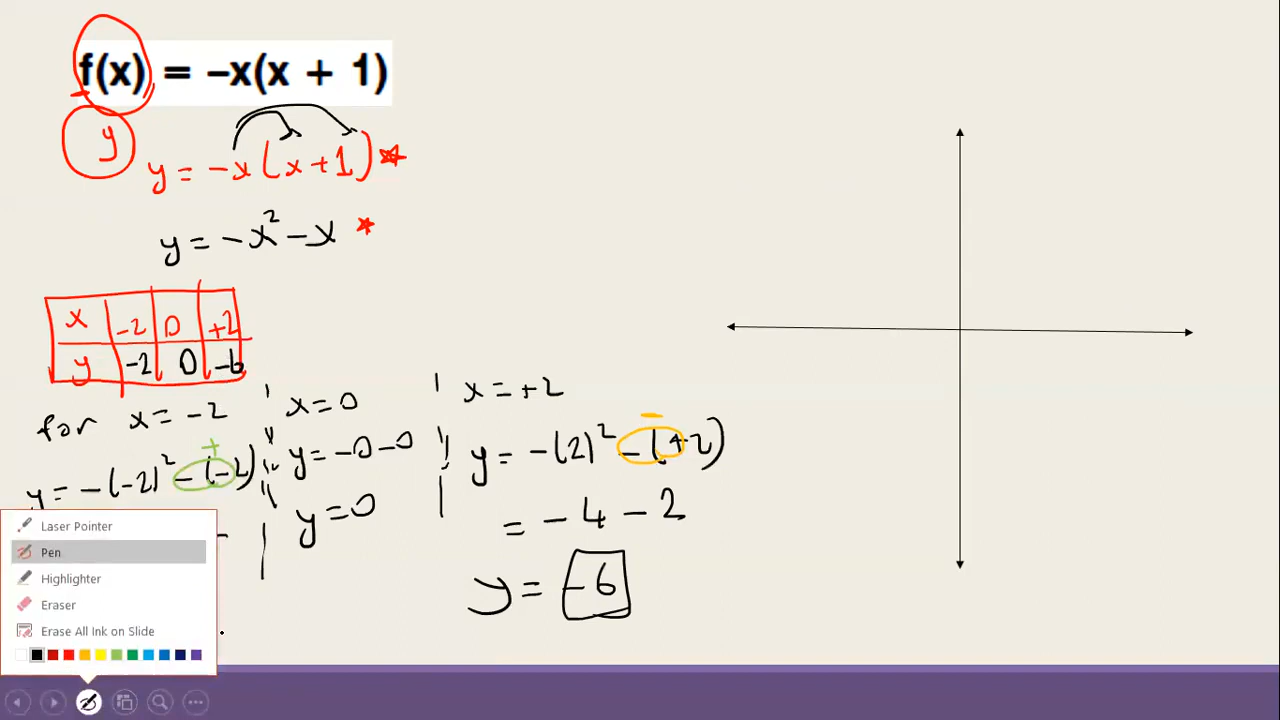 f(x) = –x(x + 1)
y
y = -x(x+1)
y = -x² - x
x -2 0 +2
y -2 0 -6
for x = -2
y = -(-2)² -(-2)
+
x = 0
y = -0 - 0
y = 0
x = +2
-
y = -(2)² -(+2)
= -4 - 2
y = -6
Laser Pointer
Pen
Highlighter
Eraser
Erase All Ink on Slide